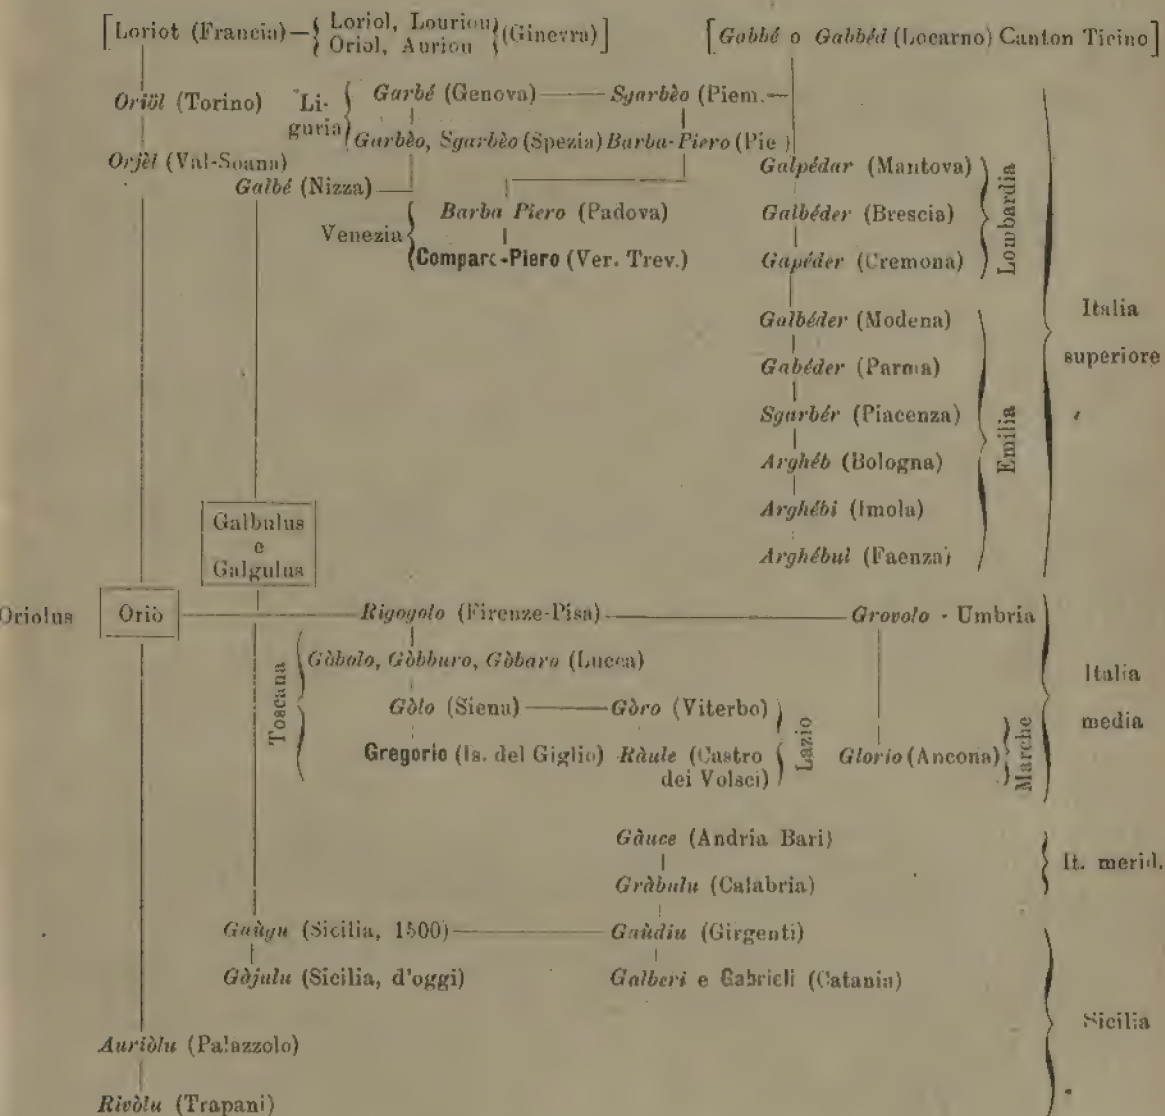 [Loriot (Francia) — { Loriol, Louriou } (Ginevra)] [Gabbé o Gabbéd (Locarno) Canton Ticino]
{ Oriol, Auriou }
Oriöl (Torino) Li- { Garbé (Genova) — Sgarbèo (Piem. —
guria { Garbèo, Sgarbèo (Spezia) Barba-Piero (Pie )
Orjèl (Val-Soana) Galpédar (Mantova)
Galbé (Nizza) —
Barba Piero (Padova) Galbéder (Brescia) Lombardia
Venezia
Compare-Piero (Ver. Trev.) Gapéder (Cremona)
Galbéder (Modena) Italia
Gabéder (Parma) superiore
Sgarbér (Piacenza)
Emilia
Arghéb (Bologna)
Arghébi (Imola)
Galbulus
e
Galgulus
Arghébul (Faenza)
Oriolus Oriò — Rigogolo (Firenze-Pisa) — Grovolo - Umbria
Gòbolo, Gòbburo, Gòbaro (Lucca) Italia
Toscana
Gòlo (Siena) — Gòro (Viterbo) media
Gregorio (Is. del Giglio) Ràule (Castro Lazio Glorio (Ancona) Marche
dei Volsci)
Gàuce (Andria Bari)
It. merid.
Gràbulu (Calabria)
Gaùgu (Sicilia, 1500) — Gaùdiu (Girgenti)
Gàjulu (Sicilia, d'oggi) Galberi e Gabrieli (Catania)
Sicilia
Auriòlu (Palazzolo)
Rivòlu (Trapani)